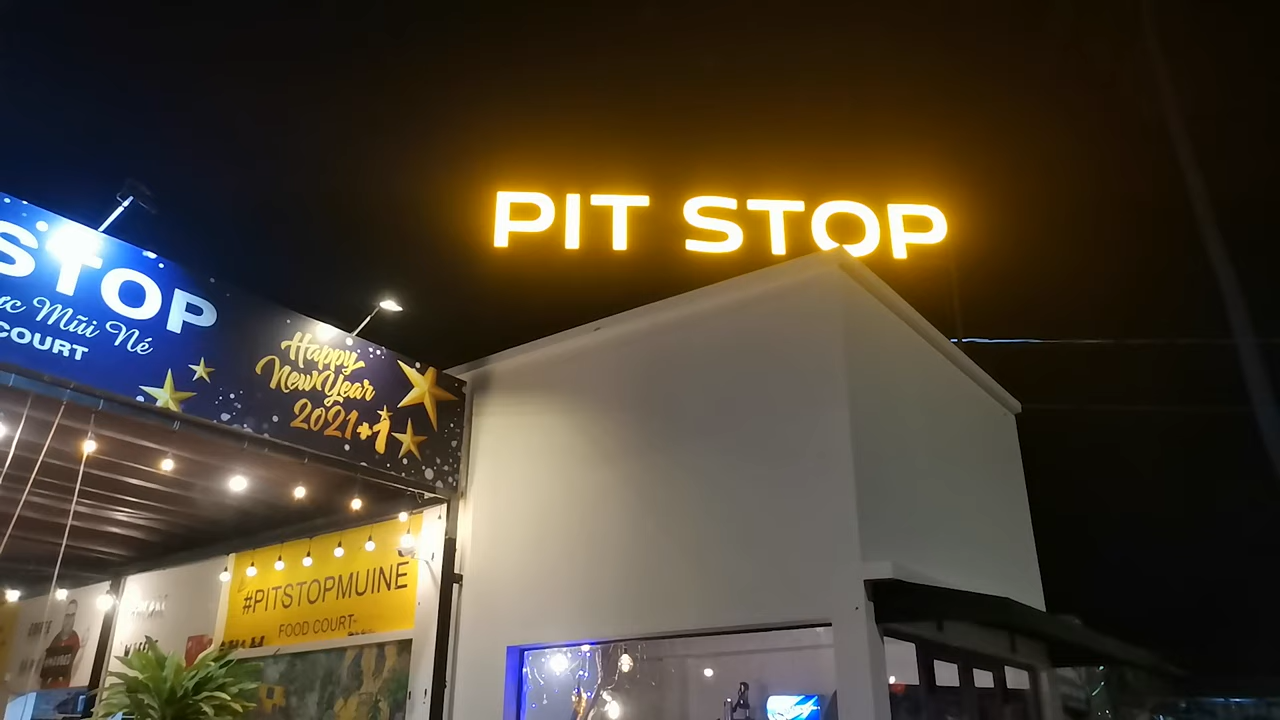 PIT STOP
STOP
Mũi Né
COURT
Happy
New Year
2021+1
#PITSTOPMUINE
FOOD COURT